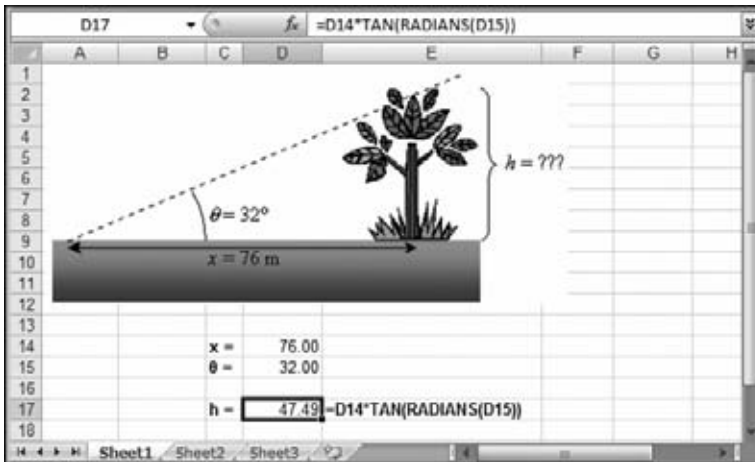 D17 fx =D14*TAN(RADIANS(D15))
A B C D E F G H
1
2
3
4
5
6
7
8
9
10
11
12
13
14
15
16
17
18
h = ???
θ = 32°
x = 76 m
x = 76.00
θ = 32.00
h = 47.49 =D14*TAN(RADIANS(D15))
Sheet1 Sheet2 Sheet3